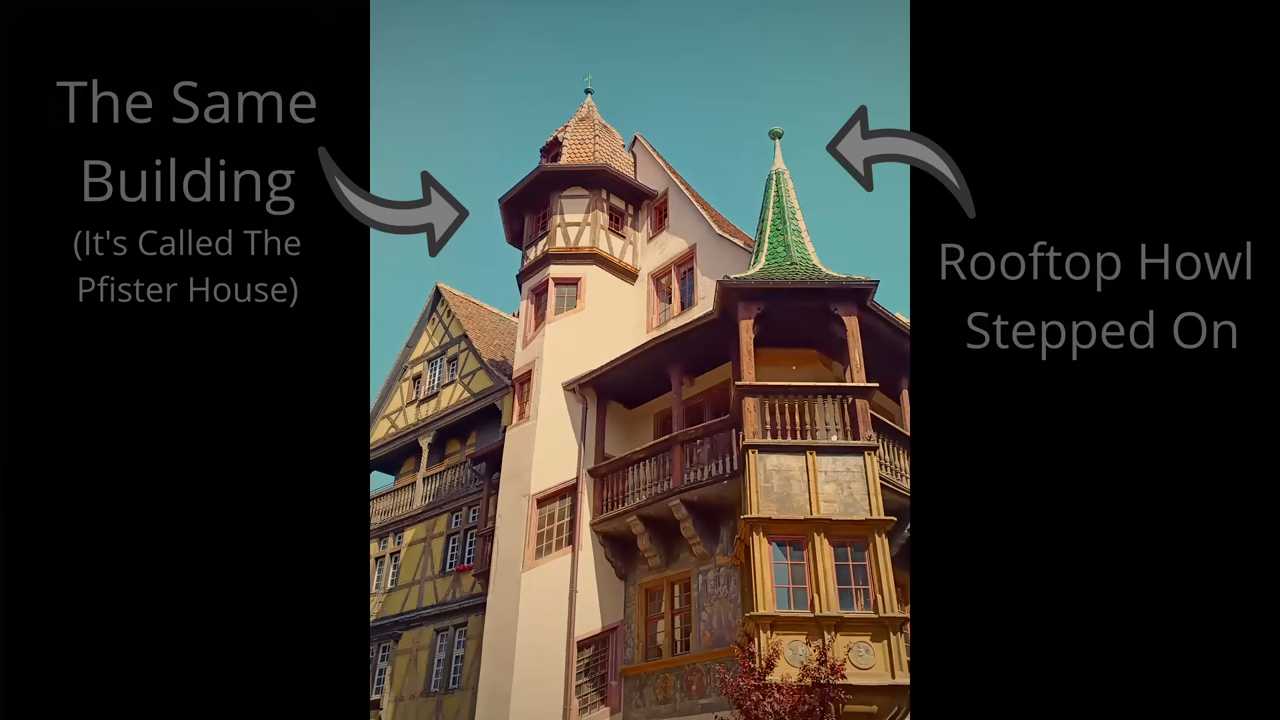 The Same
Building
(It's Called The
Pfister House)
Rooftop Howl
Stepped On